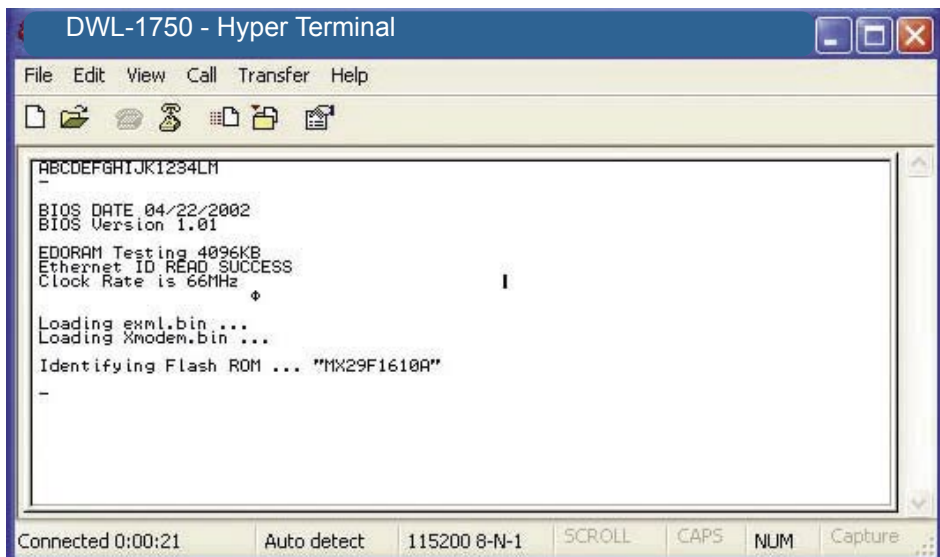 DWL-1750 - Hyper Terminal
File Edit View Call Transfer Help
ABCDEFGHIJK1234LM
-
BIOS DATE 04/22/2002
BIOS Version 1.01
EDORAM Testing 4096KB
Ethernet ID READ SUCCESS
Clock Rate is 66MHz
Φ
Loading exml.bin ...
Loading Xmodem.bin ...
Identifying Flash ROM ... "MX29F1610A"
-
Connected 0:00:21 Auto detect 115200 8-N-1 SCROLL CAPS NUM Capture